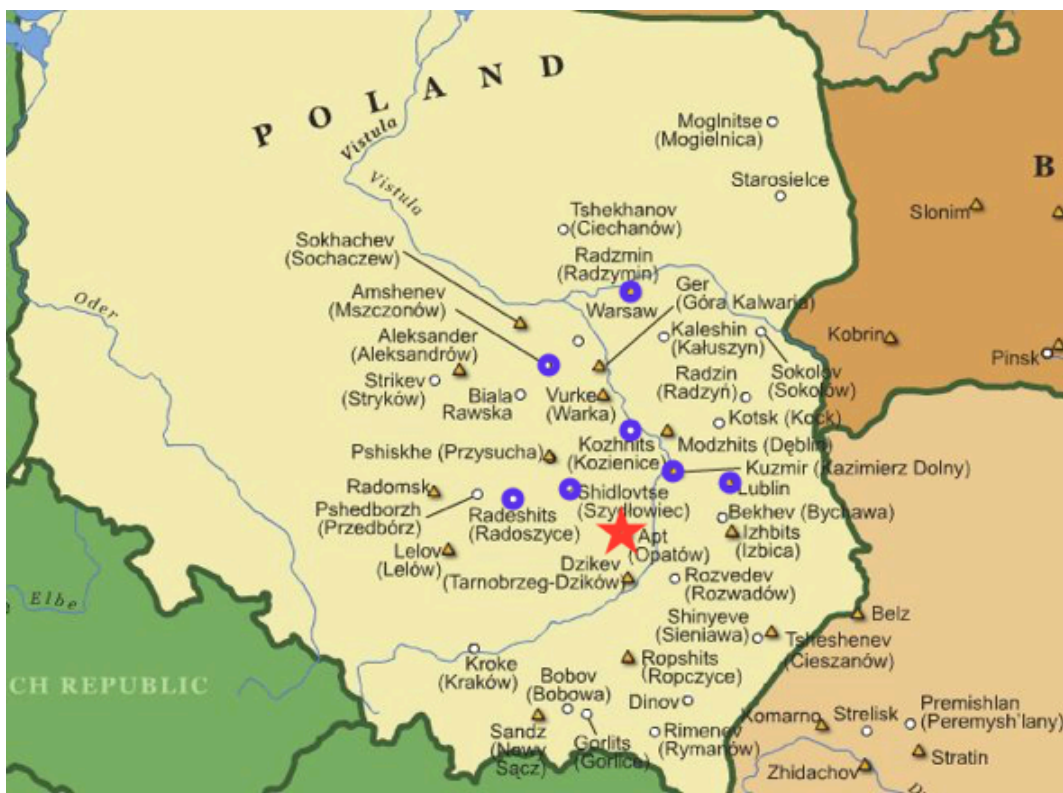 POLAND
Vistula
Vistula
Moglnitse
(Mogielnica)
Starosielce
B
Slonim
Tshekhanov
(Ciechanów)
Sokhachev
(Sochaczew)
Radzmin
(Radzymin)
Warsaw
Ger
(Góra Kalwaria)
Oder
Amshenev
(Mszczonów)
Aleksander
(Aleksandrów)
Kaleshin
(Kałuszyn)
Kobrin
Pinsk
Sokolov
(Sokołów)
Strikev
(Stryków)
Biala
Rawska
Vurke
(Warka)
Radzin
(Radzyń)
Kotsk (Kock)
Pshiskhe (Przysucha)
Kozhnits
(Kozienice)
Modzhits (Dęblin)
Kuzmir (Kazimierz Dolny)
Radomsk
Pshedborzh
(Przedbórz)
Radeshits
(Radoszyce)
Shidlovtse
(Szydłowiec)
Lublin
Bekhev (Bychawa)
Izhbits
(Izbica)
Apt
(Opatów)
Lelov
(Lelów)
Dzikev
(Tarnobrzeg-Dzików)
Rozvedev
(Rozwadów)
Elbe
Shinyeve
(Sieniawa)
Belz
Tsheshenev
(Cieszanów)
Kroke
(Kraków)
Ropshits
(Ropczyce)
CH REPUBLIC
Bobov
(Bobowa)
Dinov
Sandz
(Nowy
Sącz)
Gorlits
(Gorlice)
Rimenev
(Rymanów)
Komarno
Strelisk
Premishlan
(Peremysh'lany)
Stratin
Zhidachov
D